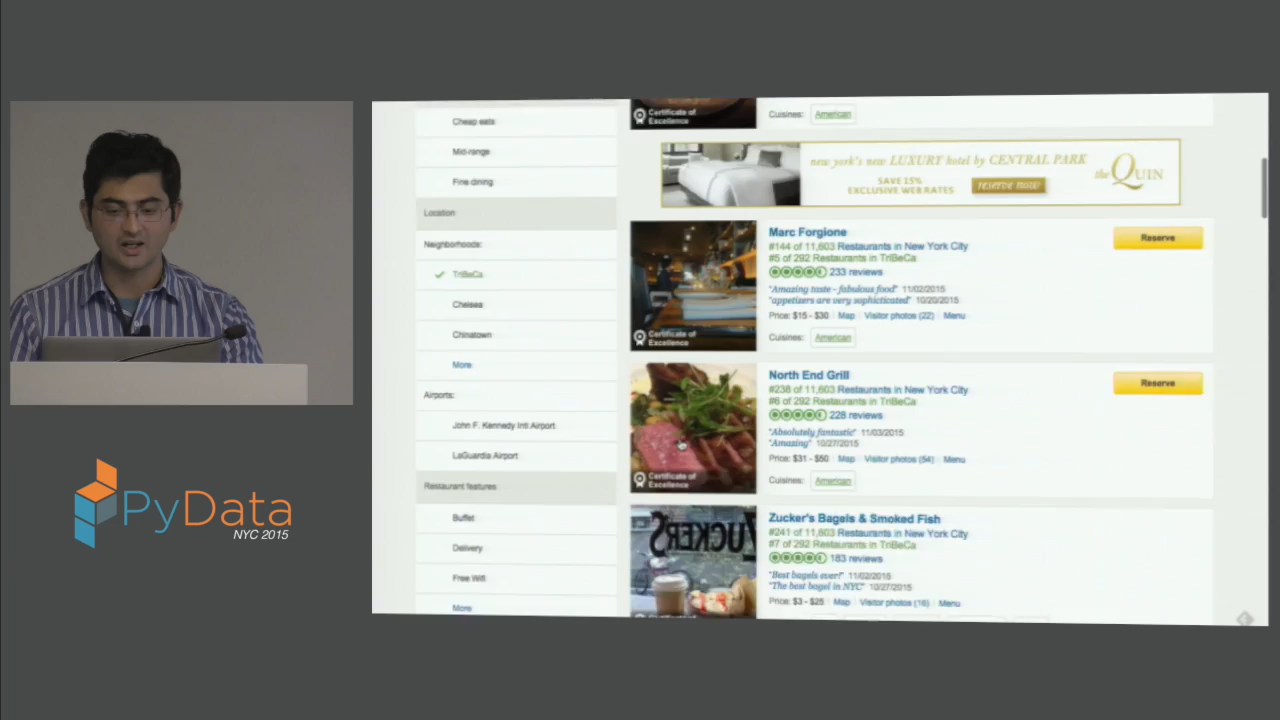 Cheap eats
Mid-range
Fine dining
Location
Neighborhoods:
TriBeCa
Chelsea
Chinatown
More
Airports:
John F. Kennedy Intl Airport
LaGuardia Airport
Restaurant features
Buffet
Delivery
Free Wifi
More
Certificate of
Excellence
Cuisines: American
new york's new LUXURY hotel by CENTRAL PARK
SAVE 15%
EXCLUSIVE WEB RATES
reserve now
the QUIN
Marc Forgione
#144 of 11,603 Restaurants in New York City
#5 of 292 Restaurants in TriBeCa
233 reviews
"Amazing taste - fabulous food" 11/02/2015
"appetizers are very sophicticated" 10/20/2015
Price: $15 - $30 Map Visitor photos (22) Menu
Cuisines: American
Reserve
Certificate of
Excellence
North End Grill
#238 of 11,603 Restaurants in New York City
#6 of 292 Restaurants in TriBeCa
228 reviews
"Absolutely fantastic" 11/03/2015
"Amazing" 10/27/2015
Price: $31 - $50 Map Visitor photos (54) Menu
Cuisines: American
Reserve
Certificate of
Excellence
ZUCKER'S
Zucker's Bagels & Smoked Fish
#241 of 11,603 Restaurants in New York City
#7 of 292 Restaurants in TriBeCa
183 reviews
"Best bagels ever!" 11/02/2015
"The best bagel in NYC" 10/27/2015
Price: $3 - $25 Map Visitor photos (16) Menu
PyData
NYC 2015